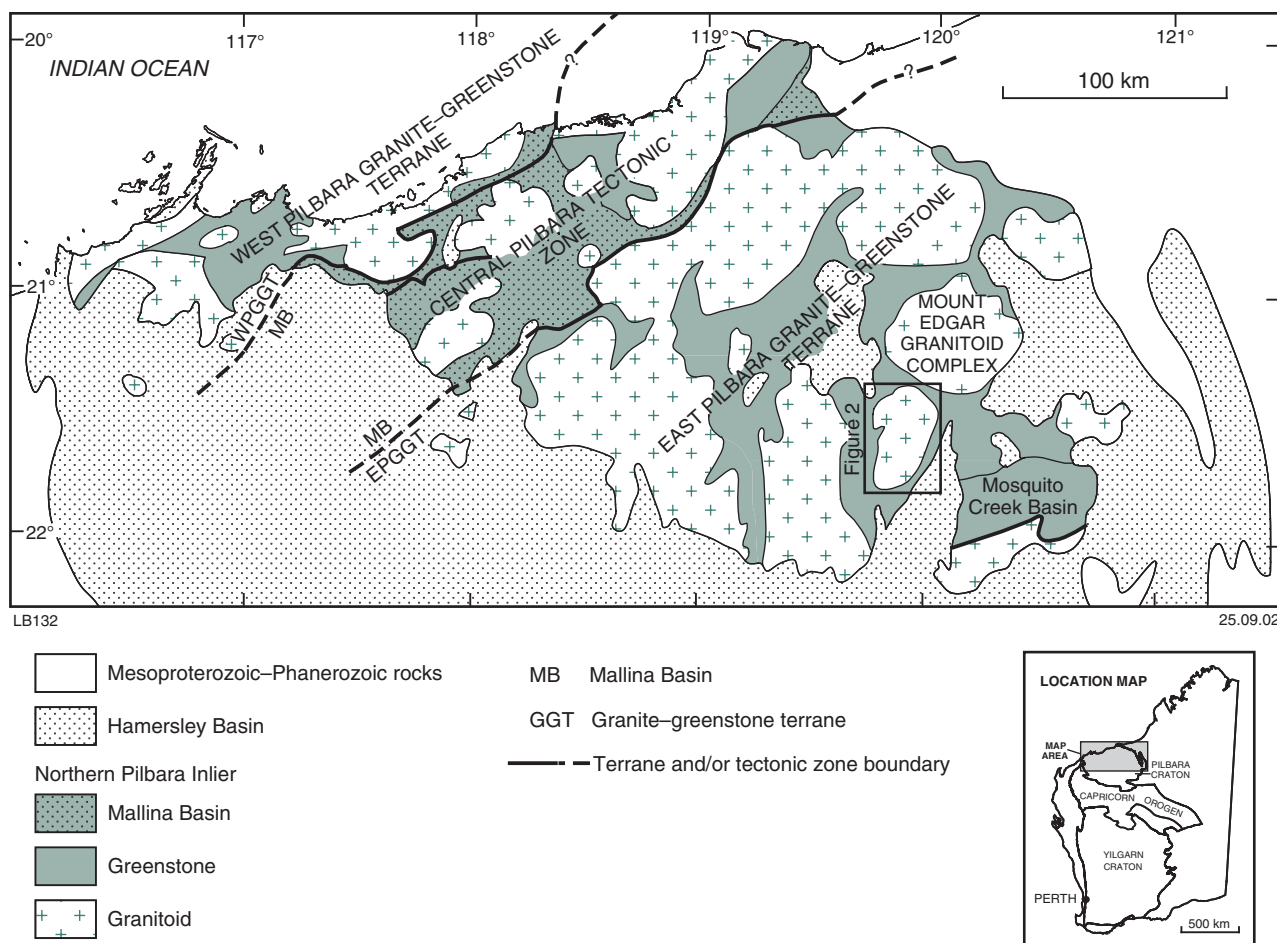 117°
118°
119°
120°
121°
20°
INDIAN OCEAN
100 km
?
?
WEST PILBARA GRANITE–GREENSTONE
TERRANE
CENTRAL PILBARA TECTONIC
ZONE
21°
WPGGT
MB
EAST PILBARA GRANITE–GREENSTONE
TERRANE
MOUNT
EDGAR
GRANITOID
COMPLEX
MB
EPGGT
Figure 2
Mosquito
Creek Basin
22°
LB132
25.09.02
Mesoproterozoic–Phanerozoic rocks
Hamersley Basin
Northern Pilbara Inlier
Mallina Basin
Greenstone
Granitoid
MB Mallina Basin
GGT Granite–greenstone terrane
Terrane and/or tectonic zone boundary
LOCATION MAP
MAP
AREA
PILBARA
CRATON
CAPRICORN OROGEN
YILGARN
CRATON
PERTH
500 km